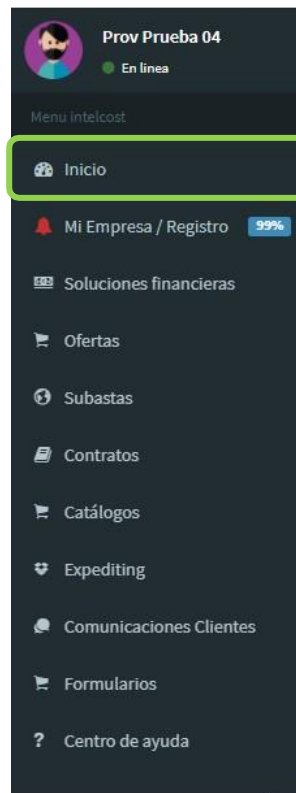 Prov Prueba 04
En linea
Menu intelcost
Inicio
Mi Empresa / Registro 99%
Soluciones financieras
Ofertas
Subastas
Contratos
Catálogos
Expediting
Comunicaciones Clientes
Formularios
? Centro de ayuda